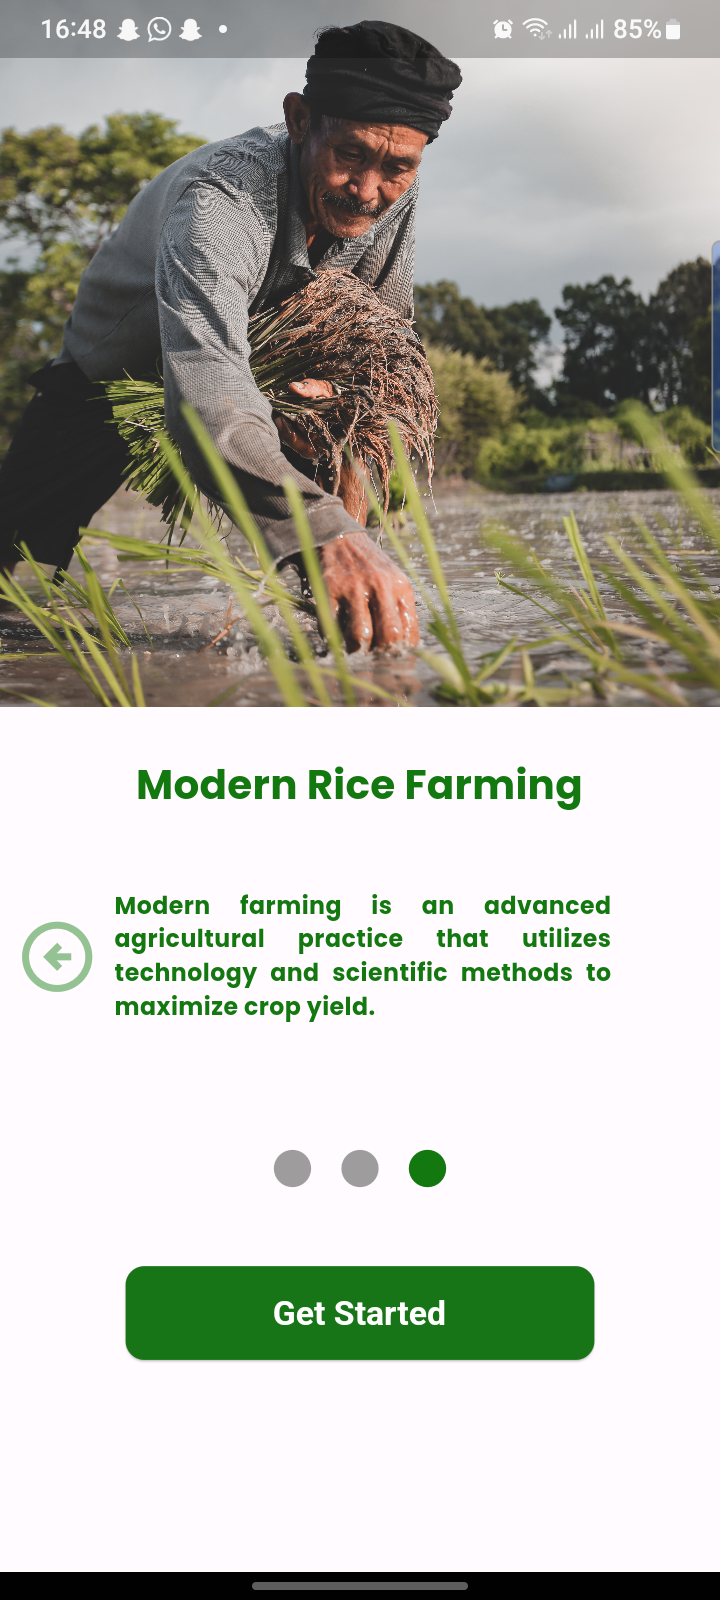 16:48
85%
Modern Rice Farming
Modern farming is an advanced
agricultural practice that utilizes
technology and scientific methods to
maximize crop yield.
Get Started